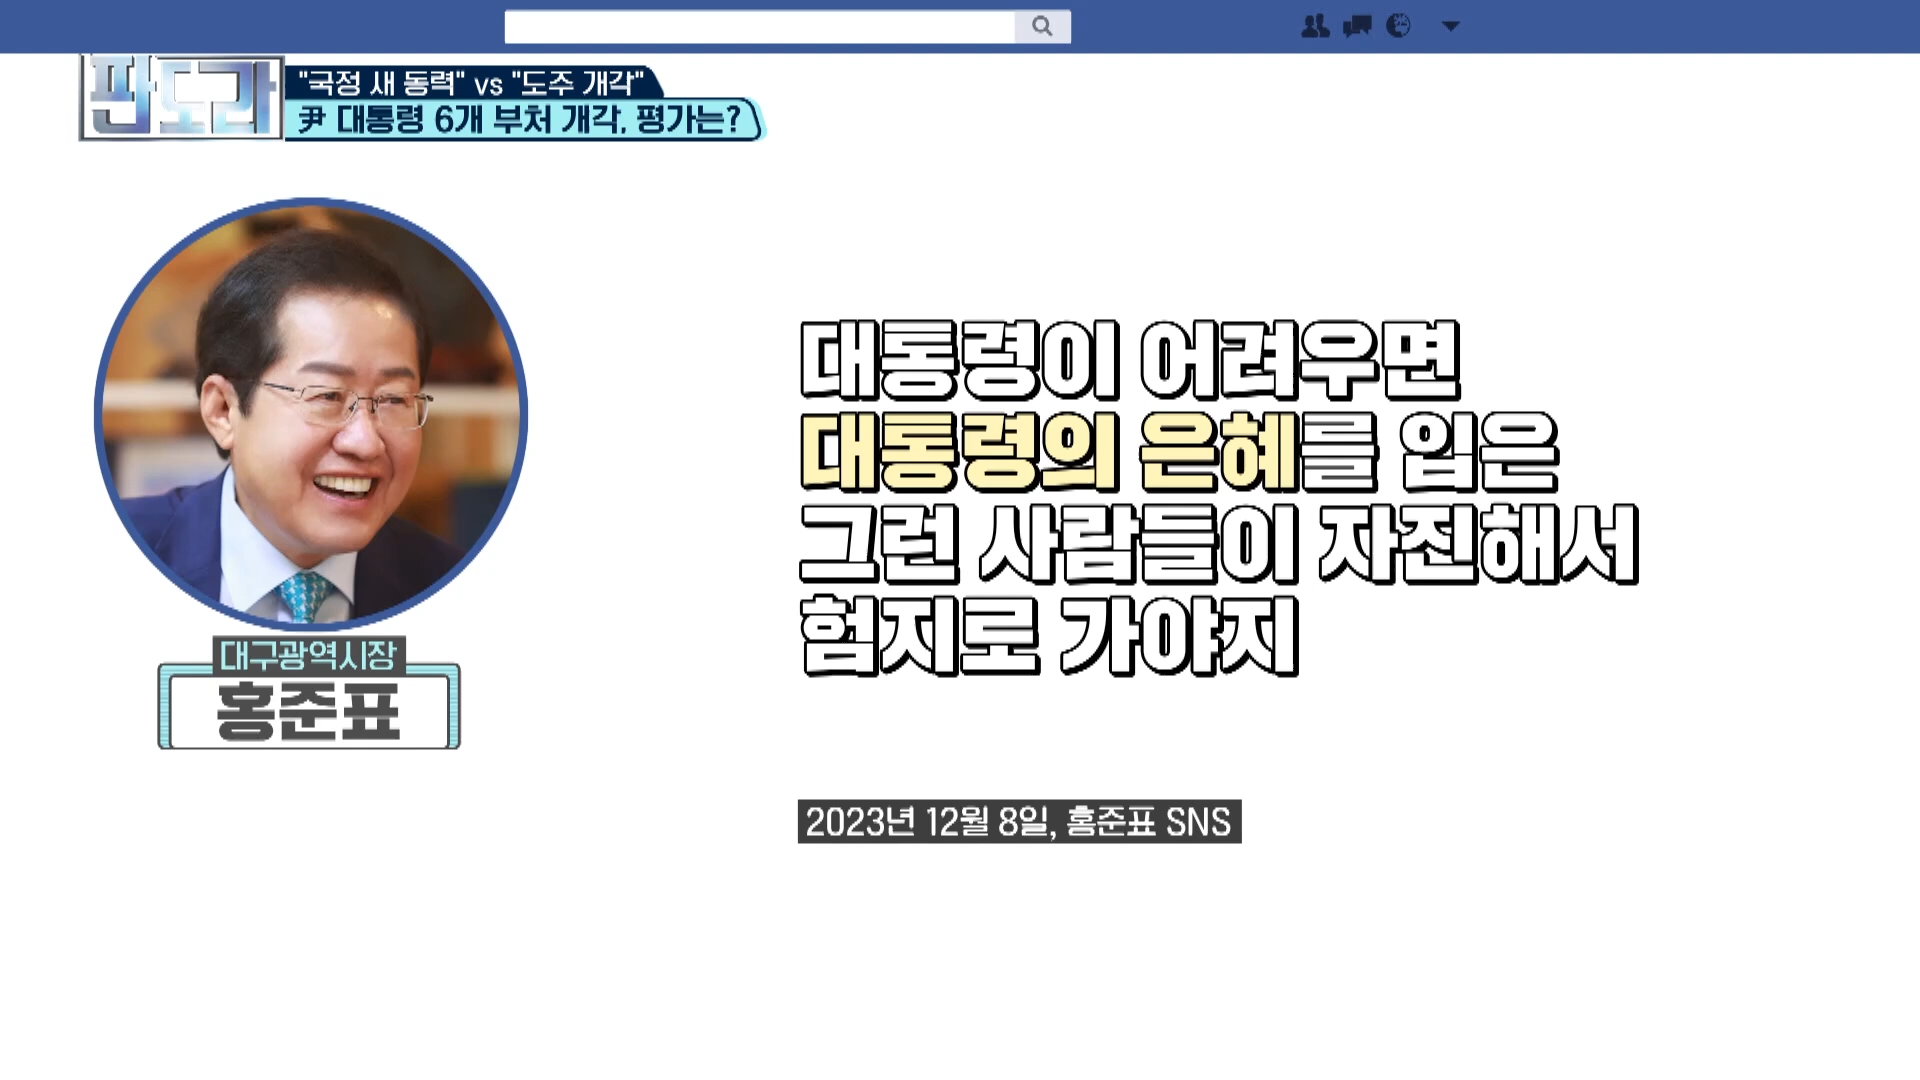 판도라
"국정 새 동력" vs "도주 개각"
尹 대통령 6개 부처 개각, 평가는?
대통령이 어려우면
대통령의 은혜를 입은
그런 사람들이 자진해서
험지로 가야지
대구광역시장
홍준표
2023년 12월 8일, 홍준표 SNS